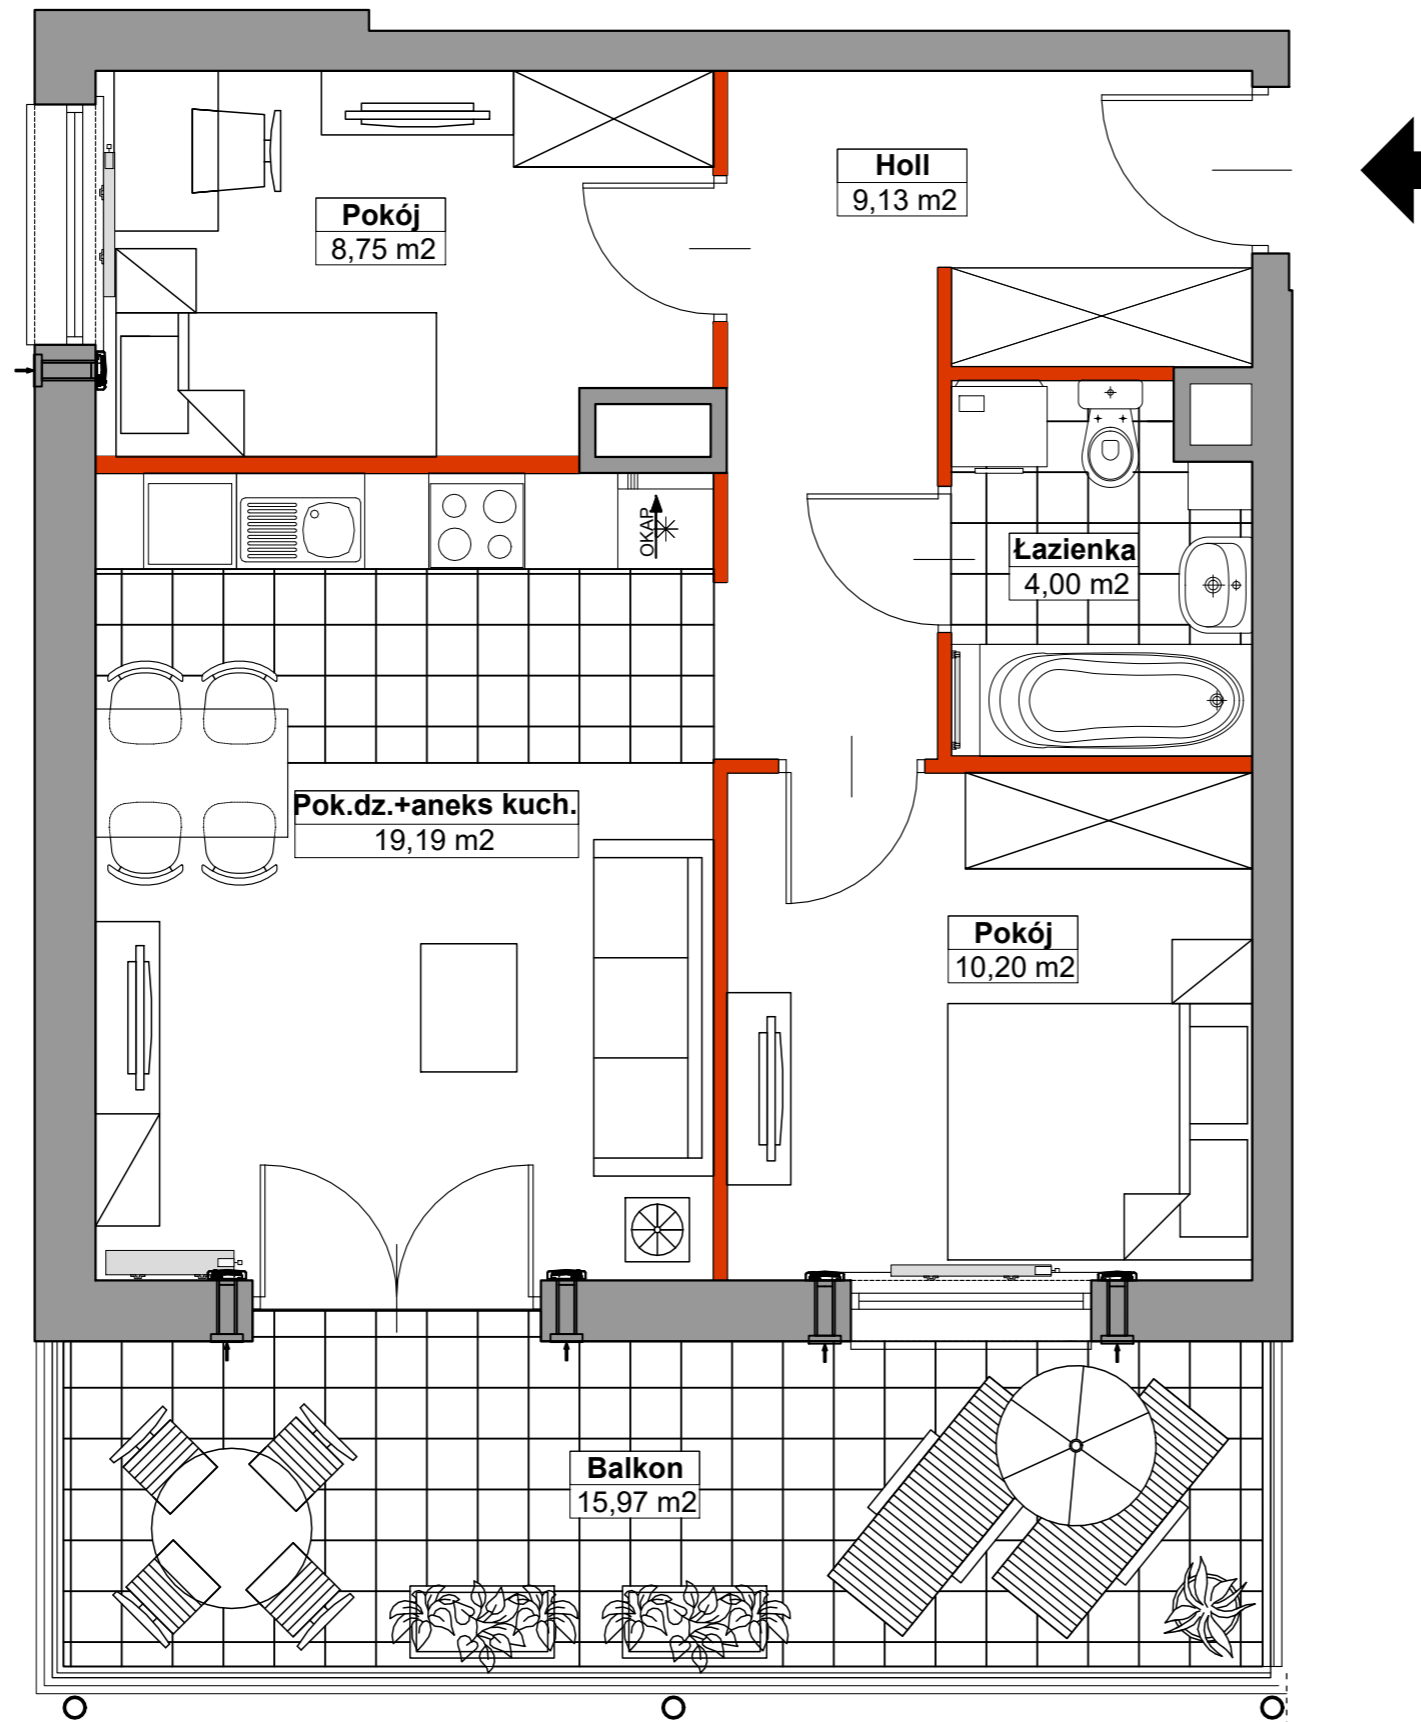 Holl
9,13 m2
Pokój
8,75 m2
OKAP
Łazienka
4,00 m2
Pok.dz.+aneks kuch.
19,19 m2
Pokój
10,20 m2
Balkon
15,97 m2